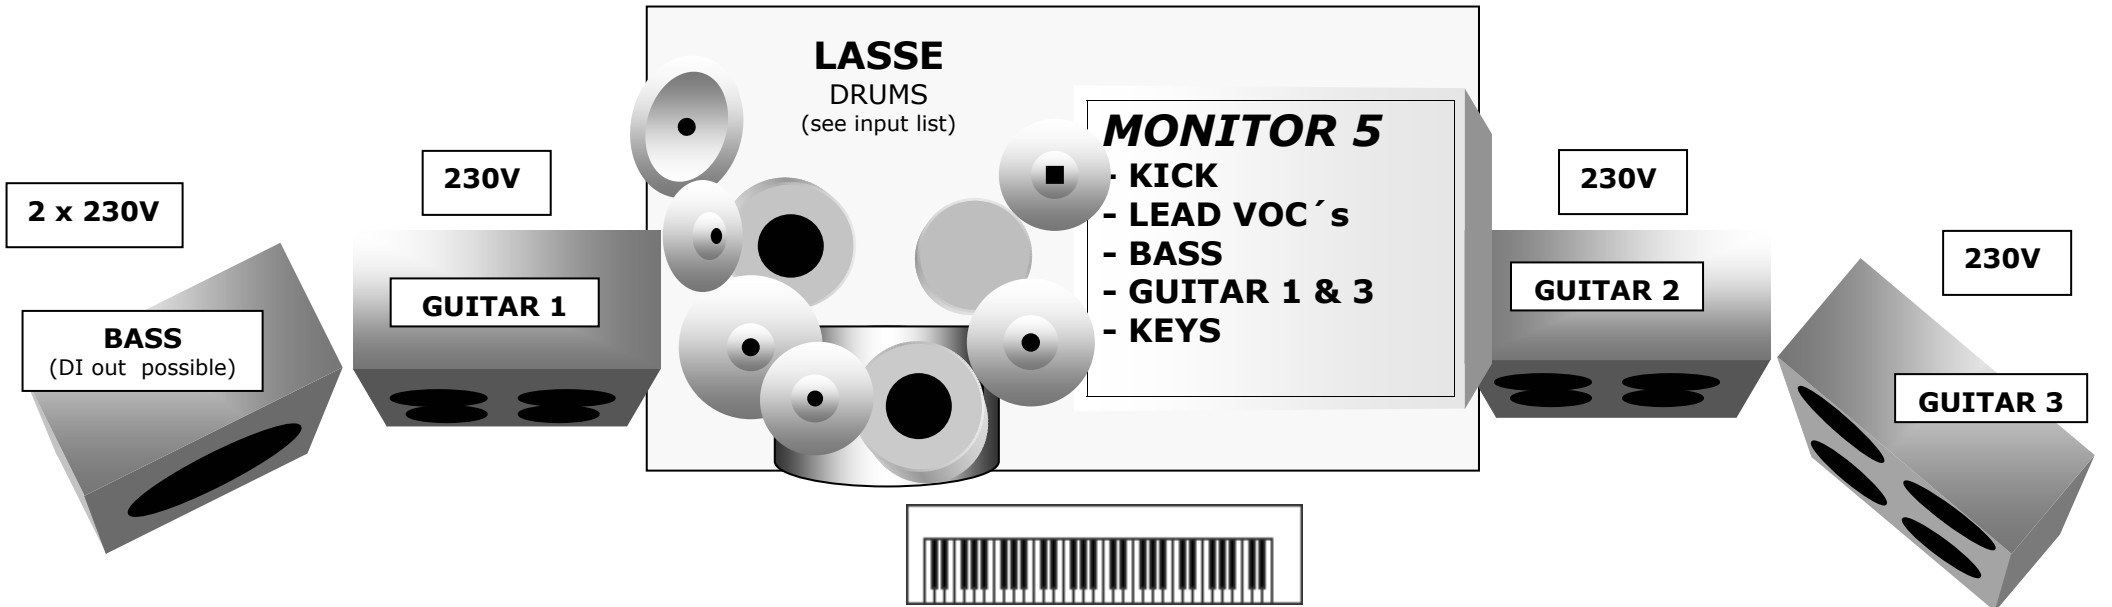 LASSE
DRUMS
(see input list)
MONITOR 5
- KICK
- LEAD VOC´s
- BASS
- GUITAR 1 & 3
- KEYS
2 x 230V
BASS
(DI out possible)
230V
GUITAR 1
230V
GUITAR 2
230V
GUITAR 3